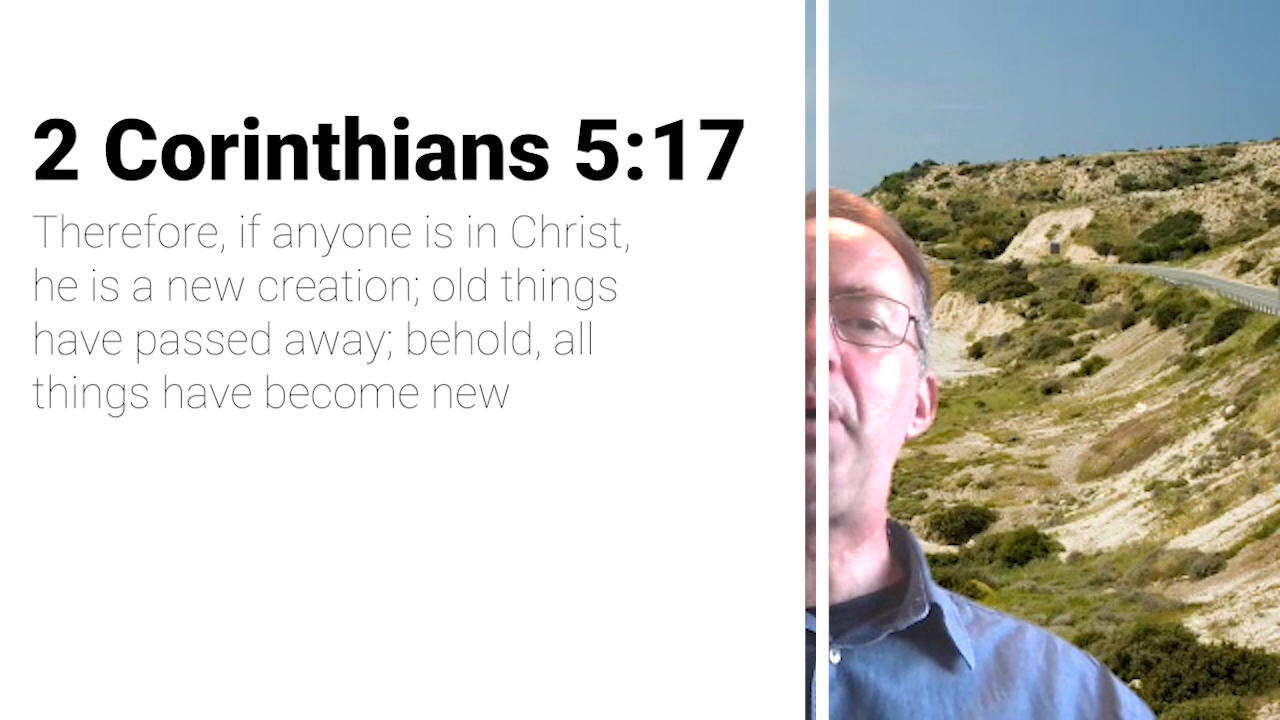 2 Corinthians 5:17
Therefore, if anyone is in Christ,
he is a new creation; old things
have passed away; behold, all
things have become new